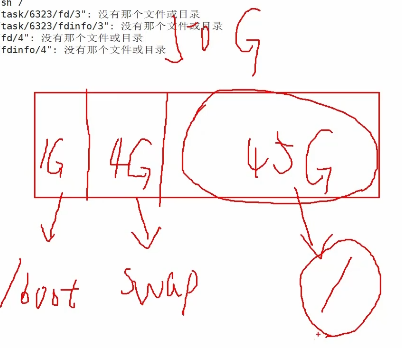 sh /
task/6323/fd/3": 没有那个文件或目录
task/6323/fdinfo/3": 没有那个文件或目录
fd/4": 没有那个文件或目录
fdinfo/4": 没有那个文件或目录
50G
1G 4G 45G
/boot swap /